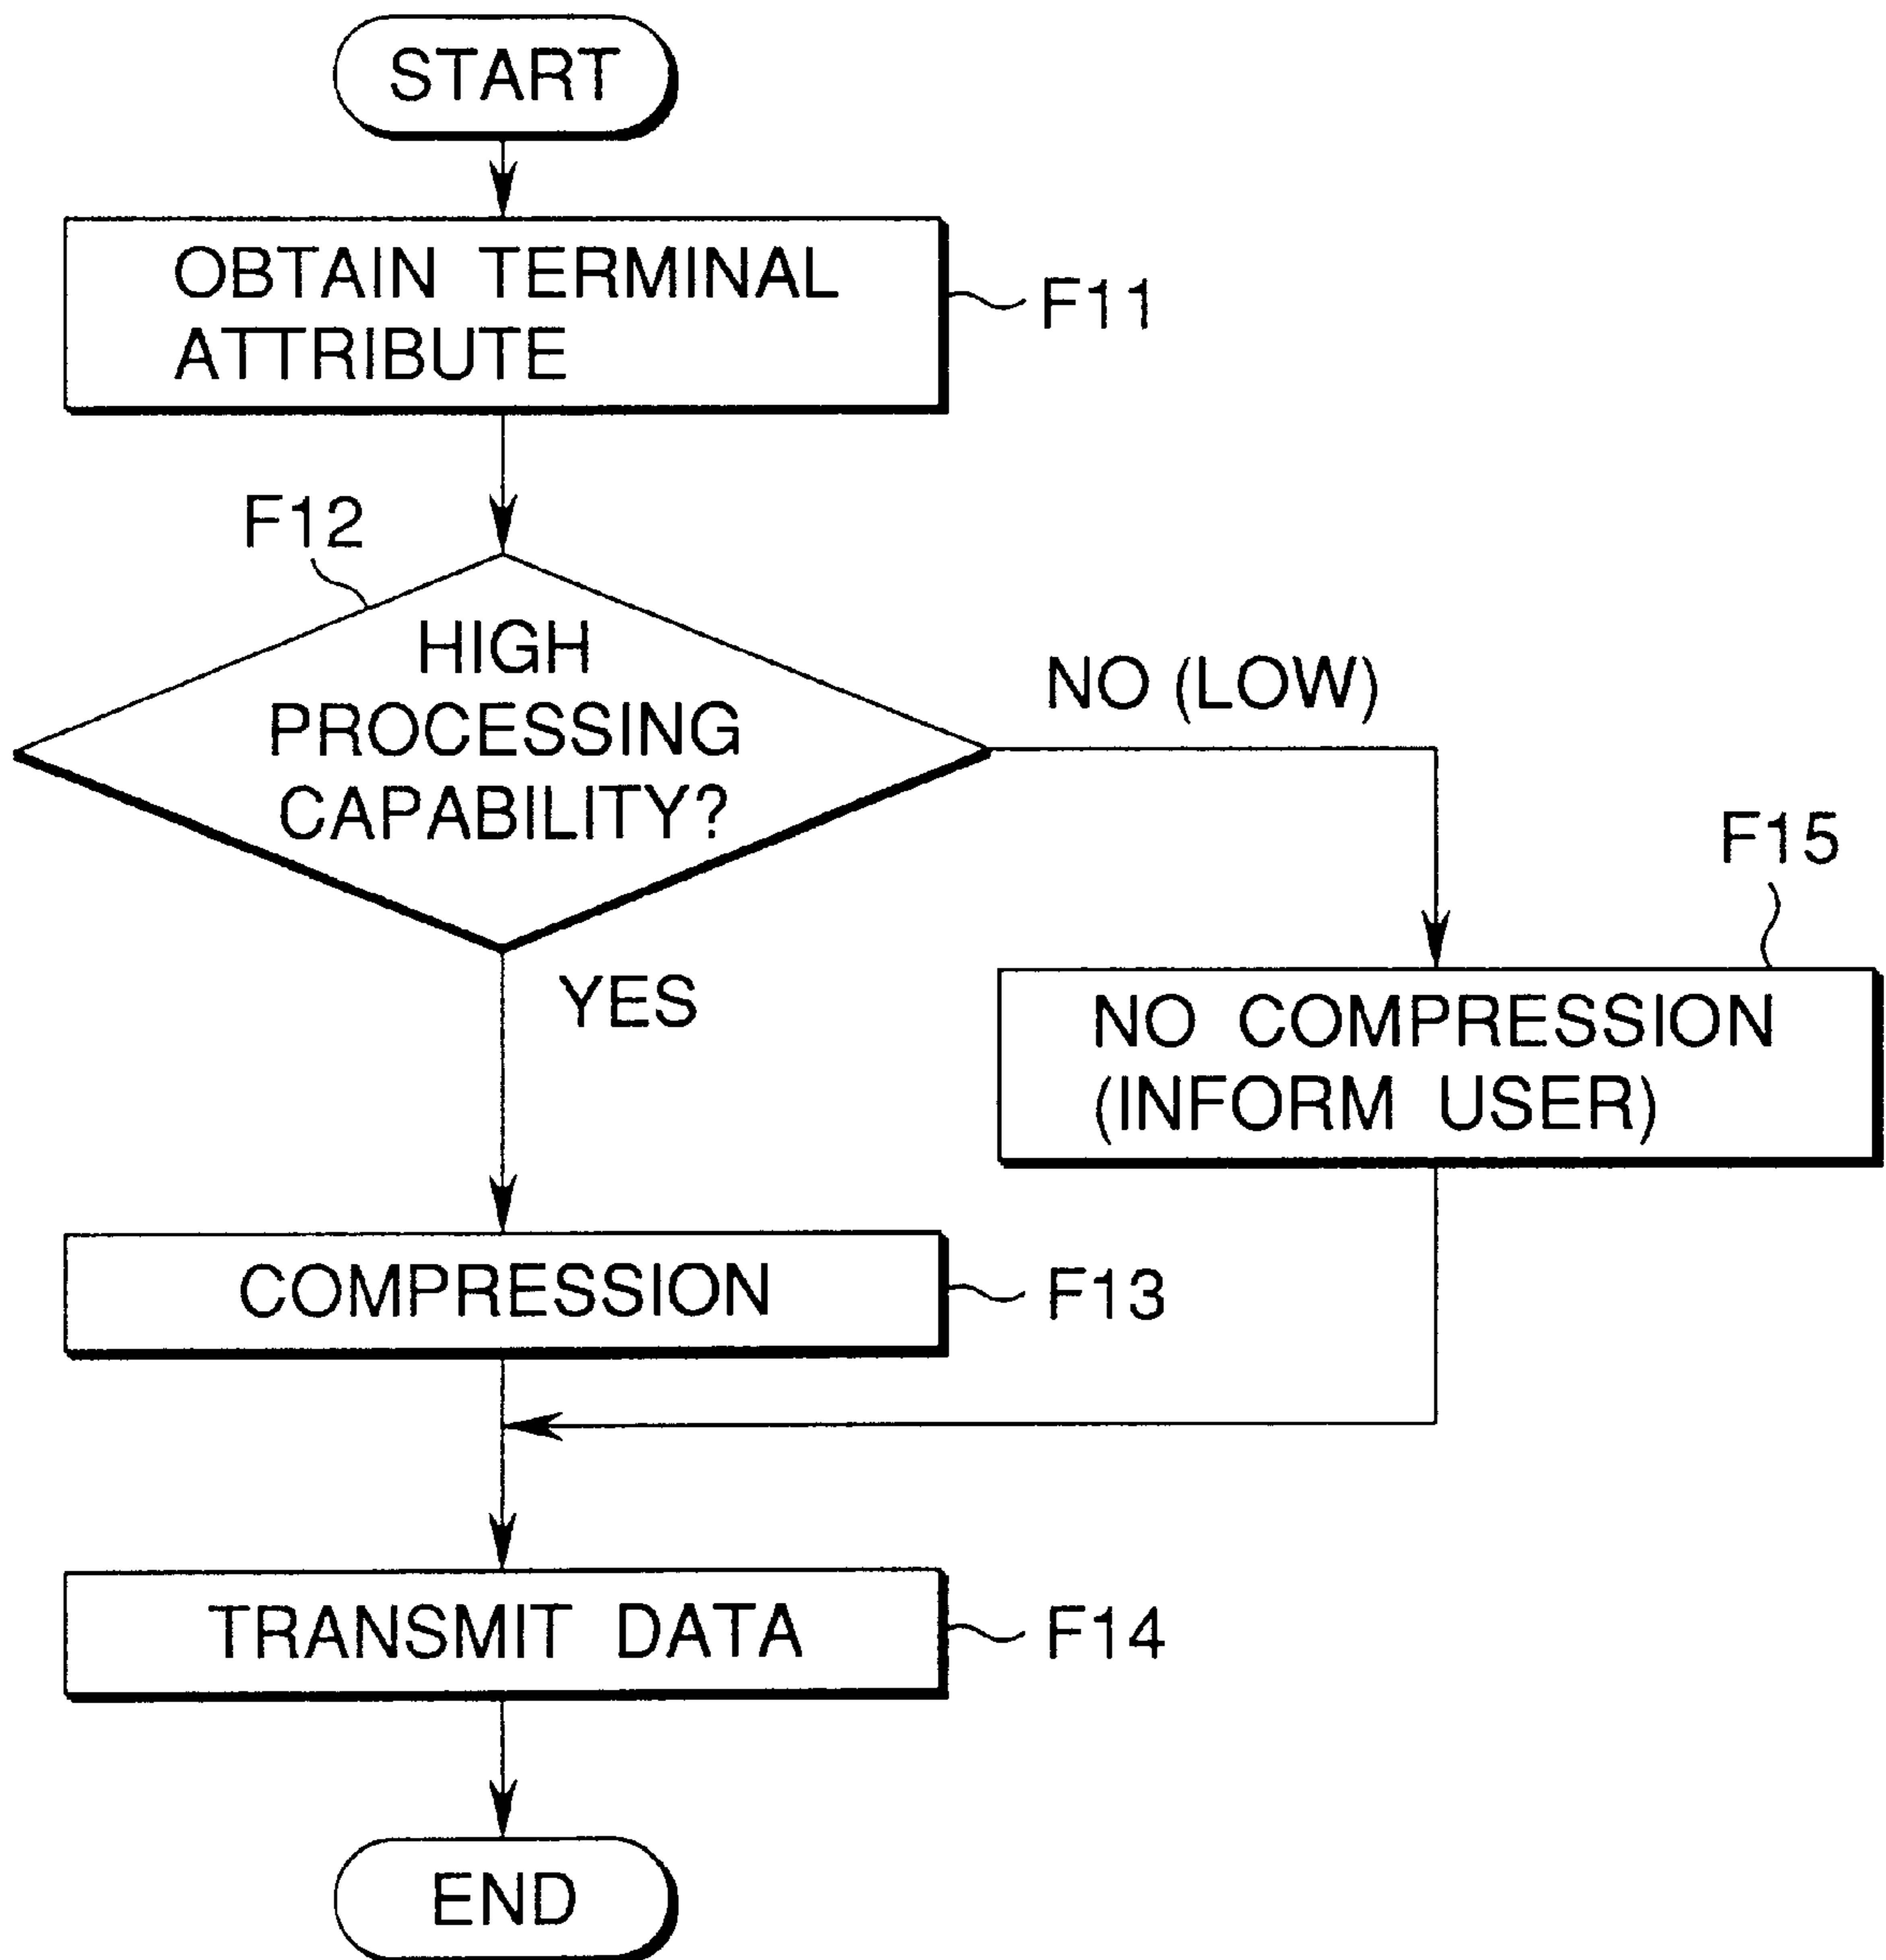 START
OBTAIN TERMINAL
ATTRIBUTE
F11
F12
HIGH
PROCESSING
CAPABILITY?
NO (LOW)
YES
F15
NO COMPRESSION
(INFORM USER)
COMPRESSION
F13
TRANSMIT DATA
F14
END